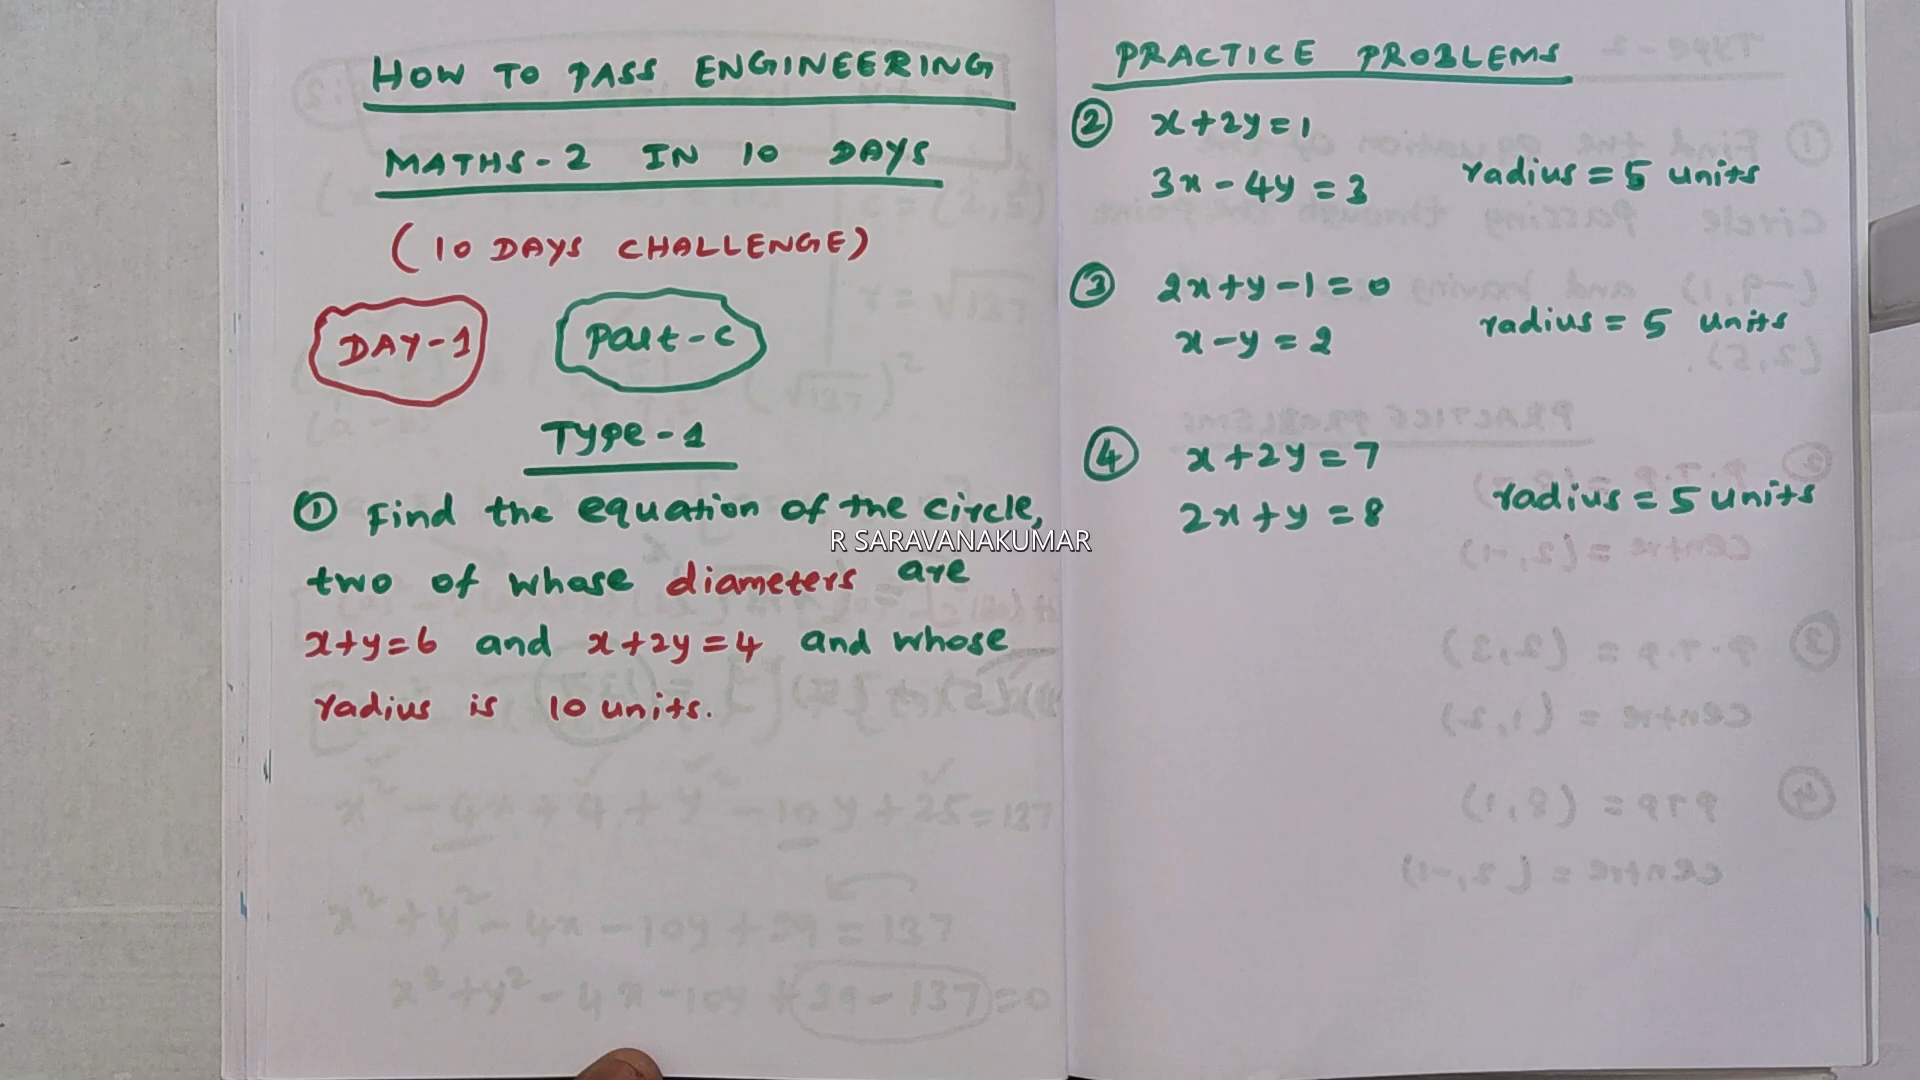 HOW TO PASS ENGINEERING
MATHS-2 IN 10 DAYS
(10 DAYS CHALLENGE)
DAY-1 Part-C
TYPE-1
① Find the equation of the circle,
two of whose diameters are
x+y=6 and x+2y=4 and whose
radius is 10 units.
PRACTICE PROBLEMS
② x+2y=1
3x-4y=3 radius=5 units
③ 2x+y-1=0
x-y=2 radius=5 units
④ x+2y=7
2x+y=8 radius=5 units
R SARAVANAKUMAR